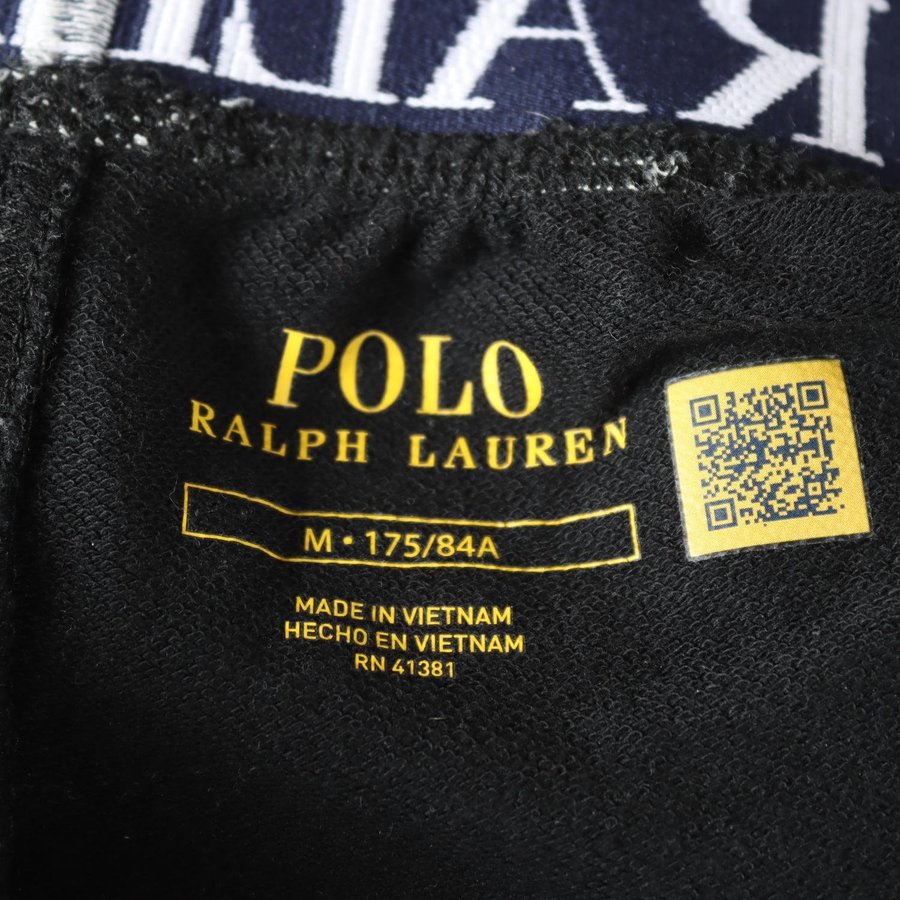 POLO
RALPH LAUREN
M • 175/84A
MADE IN VIETNAM
HECHO EN VIETNAM
RN 41381